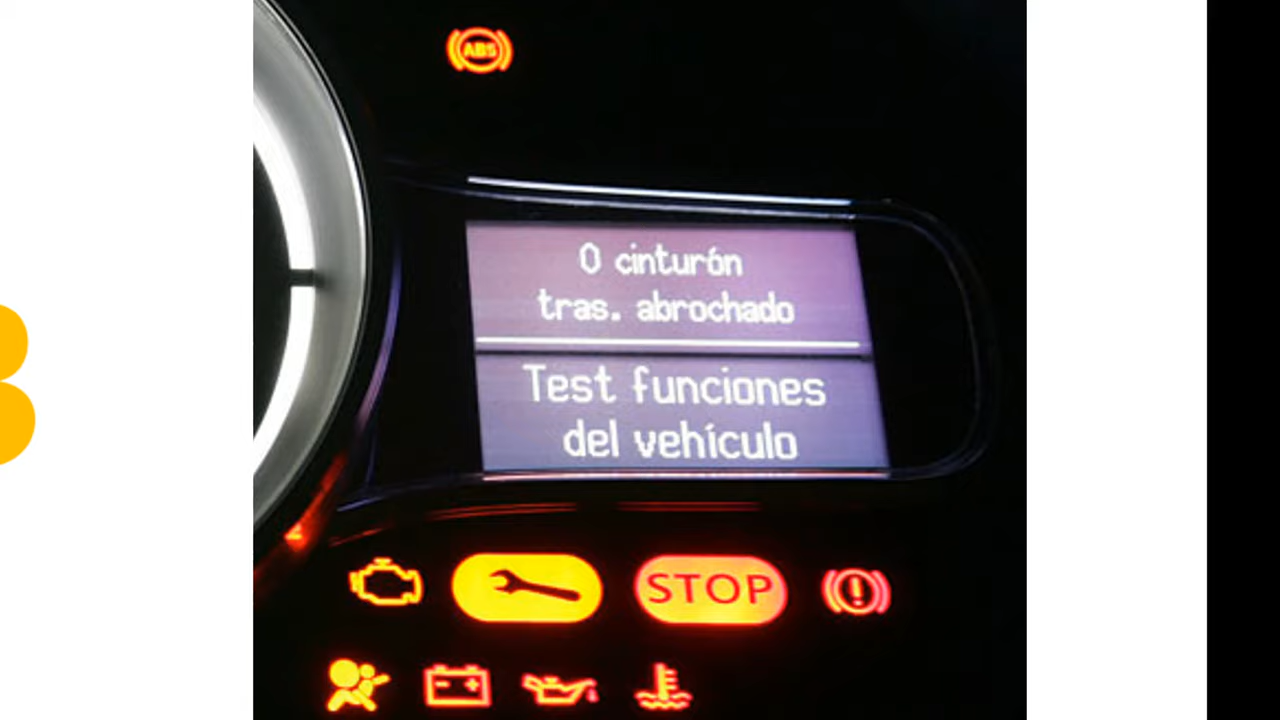 ABS
0 cinturón
tras. abrochado
Test funciones
del vehículo
STOP